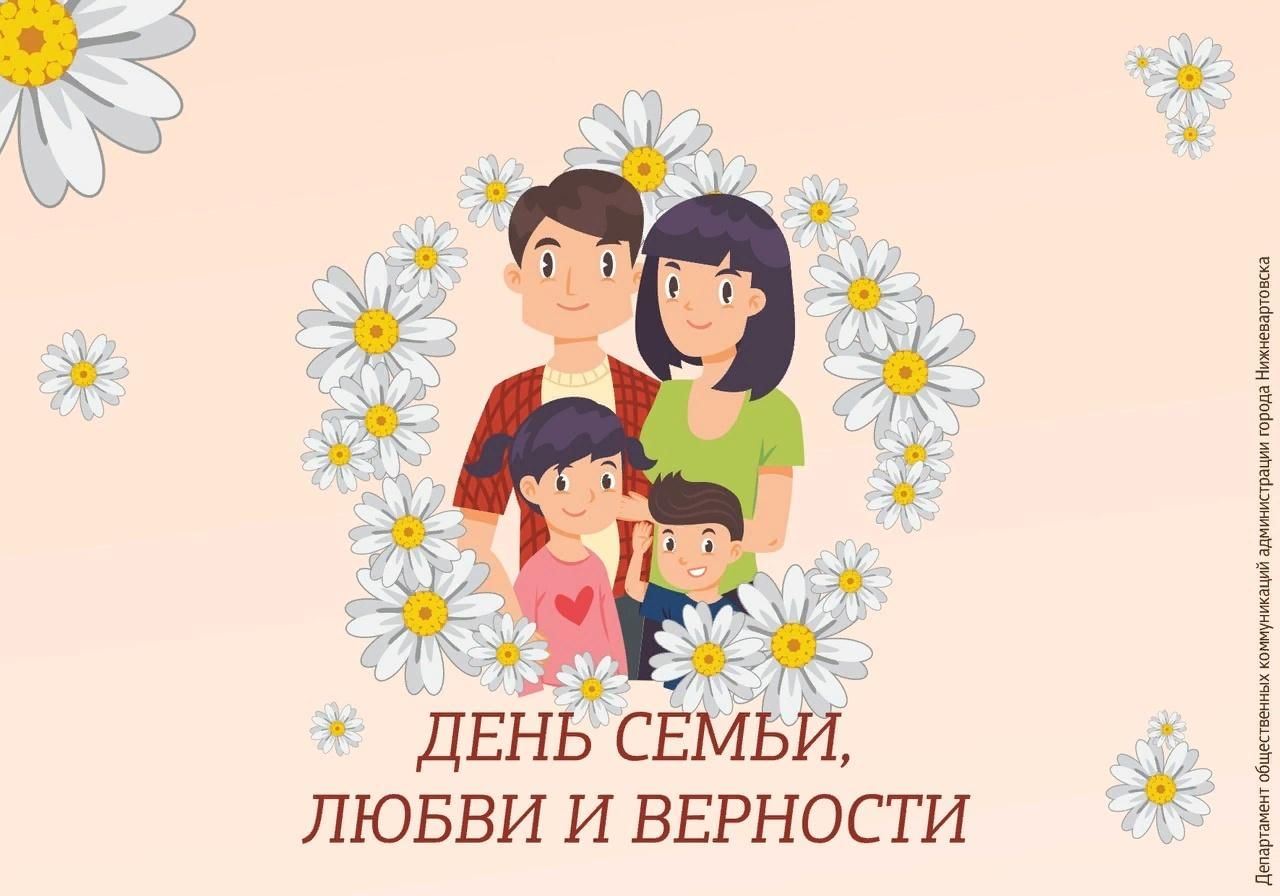 ДЕНЬ СЕМЬИ,
ЛЮБВИ И ВЕРНОСТИ
Департамент общественных коммуникаций администрации города Нижневартовска